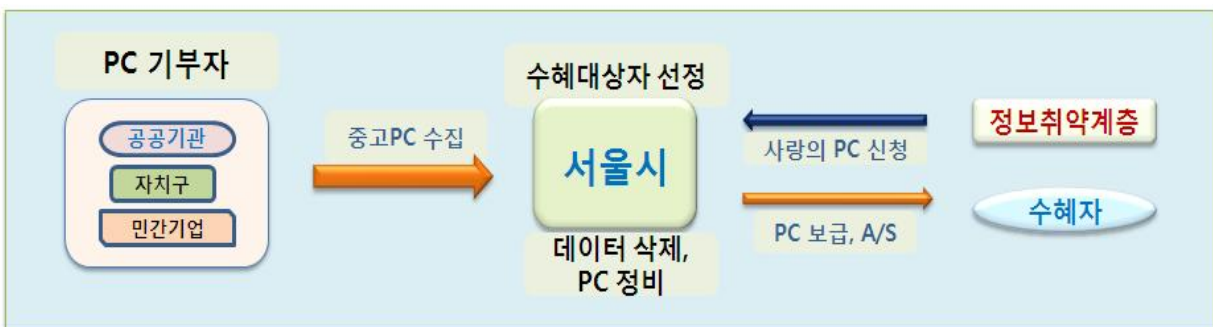 PC 기부자
공공기관
자치구
민간기업
중고PC 수집
수혜대상자 선정
서울시
데이터 삭제,
PC 정비
사랑의 PC 신청
PC 보급, A/S
정보취약계층
수혜자